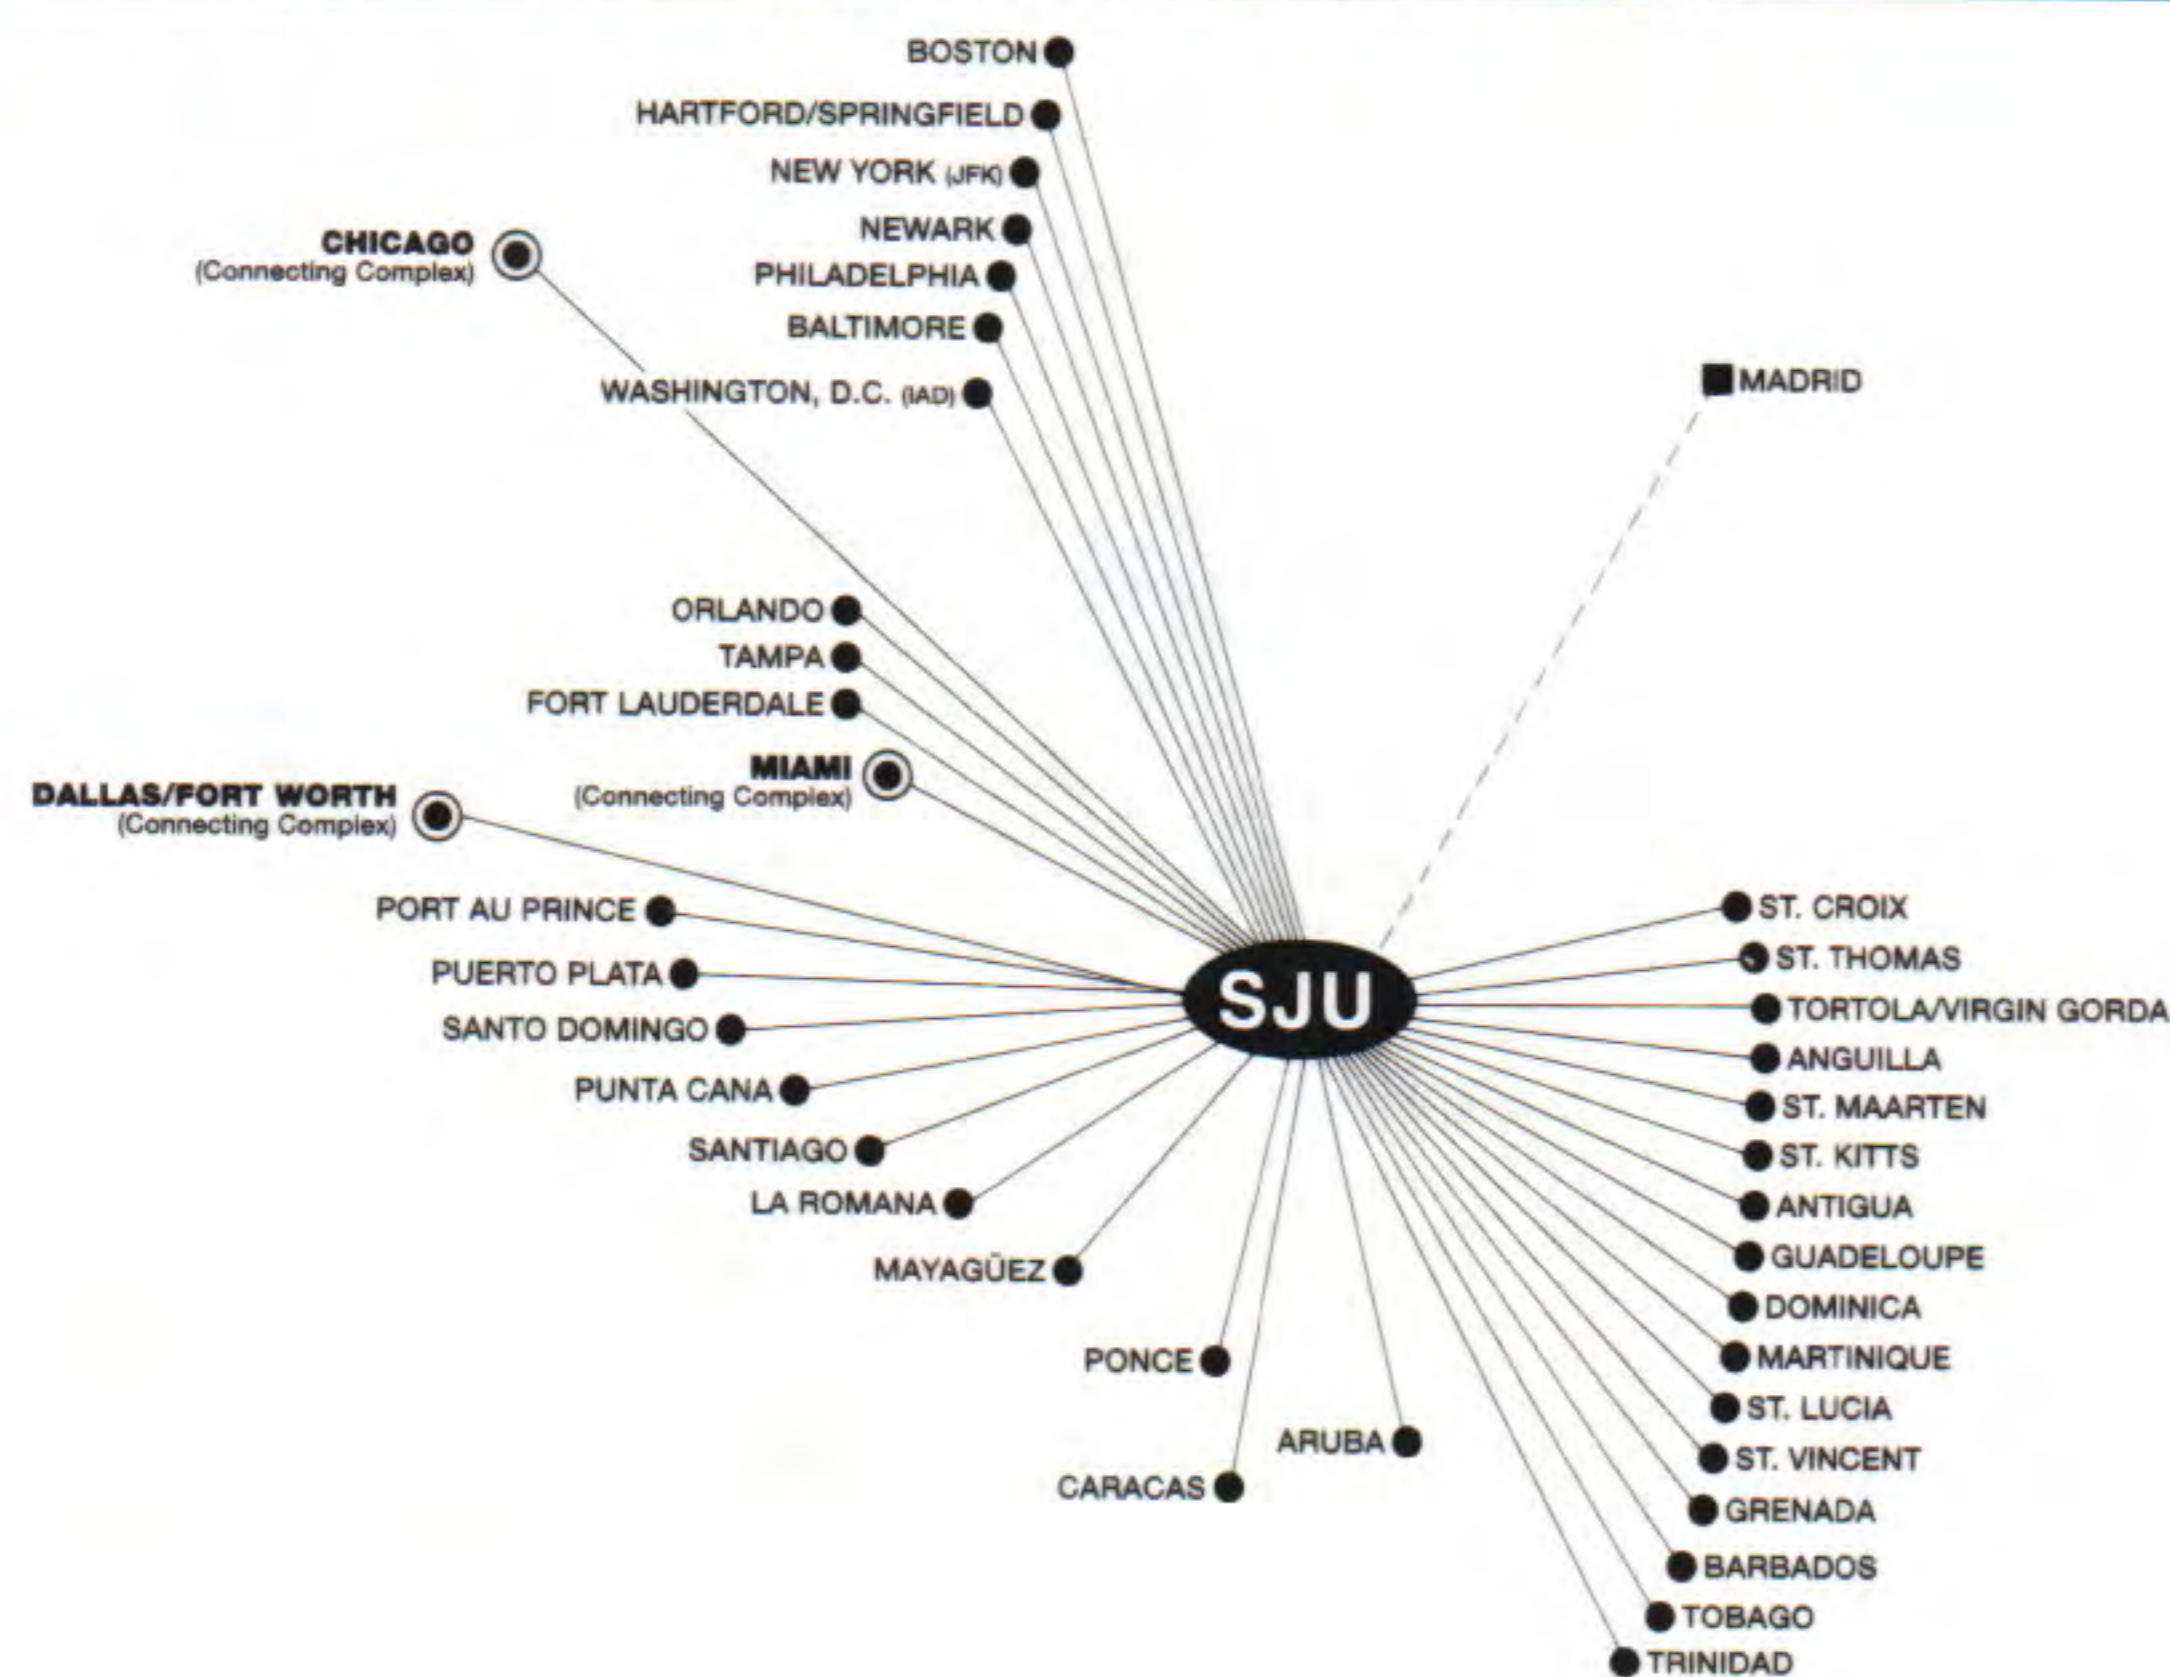 BOSTON
HARTFORD/SPRINGFIELD
NEW YORK (JFK)
NEWARK
CHICAGO
(Connecting Complex)
PHILADELPHIA
BALTIMORE
WASHINGTON, D.C. (IAD)
MADRID
ORLANDO
TAMPA
FORT LAUDERDALE
MIAMI
(Connecting Complex)
DALLAS/FORT WORTH
(Connecting Complex)
PORT AU PRINCE
PUERTO PLATA
SANTO DOMINGO
PUNTA CANA
SANTIAGO
LA ROMANA
MAYAGÜEZ
PONCE
CARACAS
ARUBA
SJU
ST. CROIX
ST. THOMAS
TORTOLA/VIRGIN GORDA
ANGUILLA
ST. MAARTEN
ST. KITTS
ANTIGUA
GUADELOUPE
DOMINICA
MARTINIQUE
ST. LUCIA
ST. VINCENT
GRENADA
BARBADOS
TOBAGO
TRINIDAD